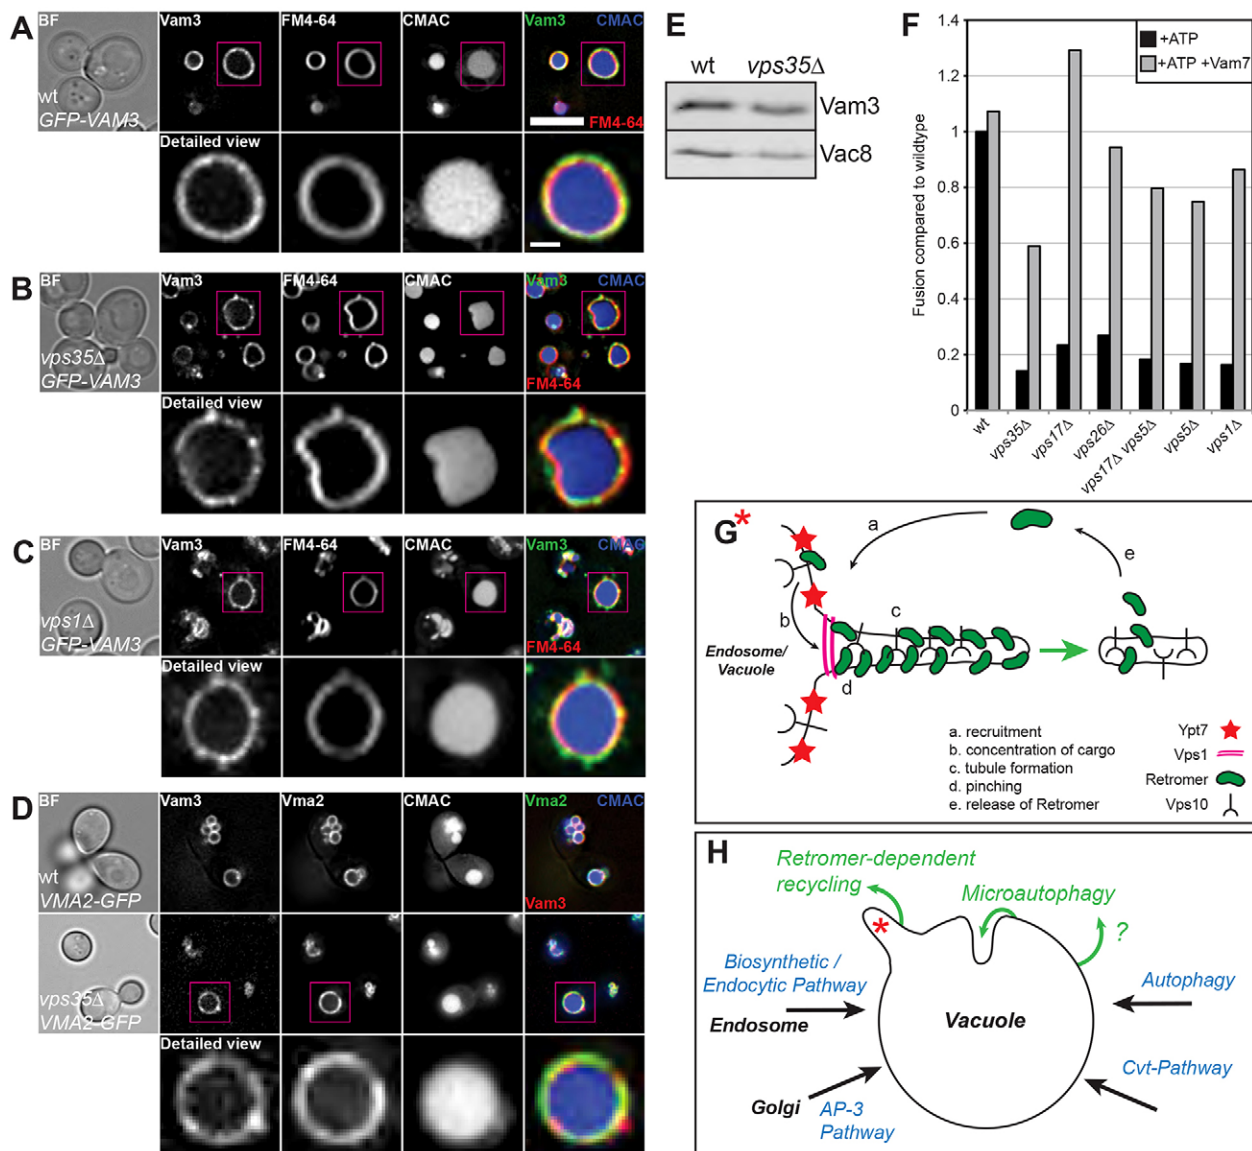 A
BF
wt
GFP-VAM3
Vam3
FM4-64
CMAC
Vam3 CMAC
FM4-64
Detailed view
B
BF
vps35Δ
GFP-VAM3
Vam3
FM4-64
CMAC
Vam3 CMAC
FM4-64
Detailed view
C
BF
vps1Δ
GFP-VAM3
Vam3
FM4-64
CMAC
Vam3 CMAC
FM4-64
Detailed view
D
BF
wt
VMA2-GFP
Vam3
Vma2
CMAC
Vma2 CMAC
Vam3
vps35Δ
VMA2-GFP
Detailed view
E
wt vps35Δ
Vam3
Vac8
F
+ATP
+ATP +Vam7
Fusion compared to wildtype
1.4
1.2
1
0.8
0.6
0.4
0.2
0
wt
vps35Δ
vps17Δ
vps26Δ
vps17Δ vps5Δ
vps5Δ
vps1Δ
G*
a
b
c
d
e
Endosome/
Vacuole
a. recruitment
b. concentration of cargo
c. tubule formation
d. pinching
e. release of Retromer
Ypt7
Vps1
Retromer
Vps10
H
Retromer-dependent
recycling
*
Microautophagy
?
Biosynthetic /
Endocytic Pathway
Endosome
Vacuole
Autophagy
Cvt-Pathway
Golgi
AP-3
Pathway